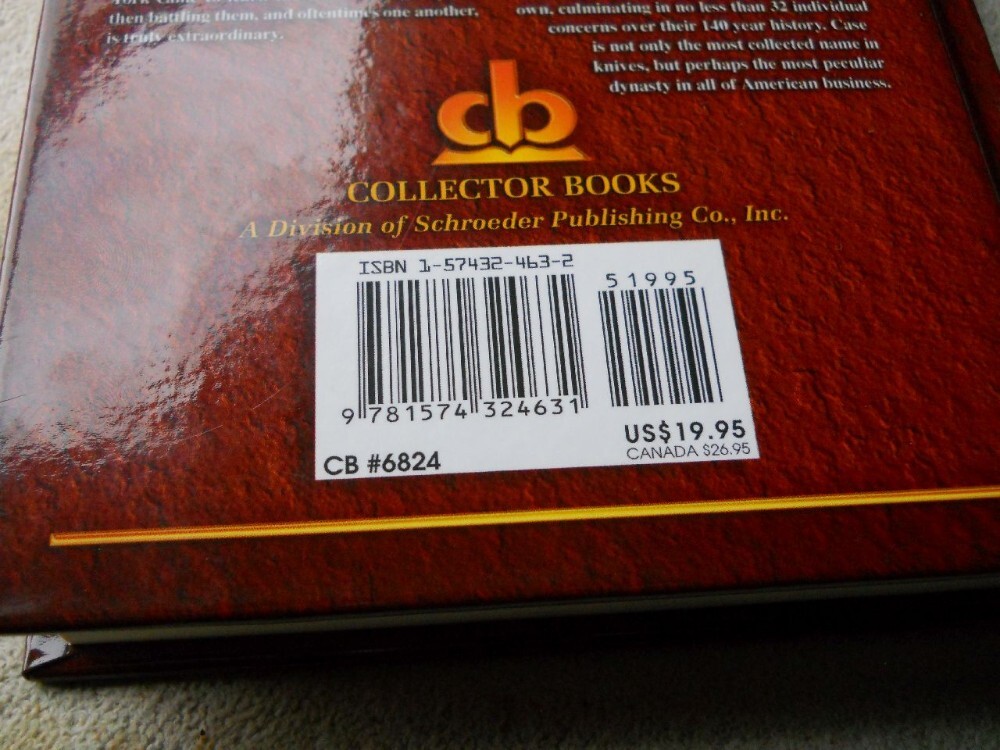 then battling them, and oftentimes one another,
is truly extraordinary.
own, culminating in no less than 32 individual
concerns over their 140 year history. Case
is not only the most collected name in
knives, but perhaps the most peculiar
dynasty in all of American business.
cb
COLLECTOR BOOKS
A Division of Schroeder Publishing Co., Inc.
ISBN 1-57432-463-2
51995
9 781574 324631
US$19.95
CANADA $26.95
CB #6824